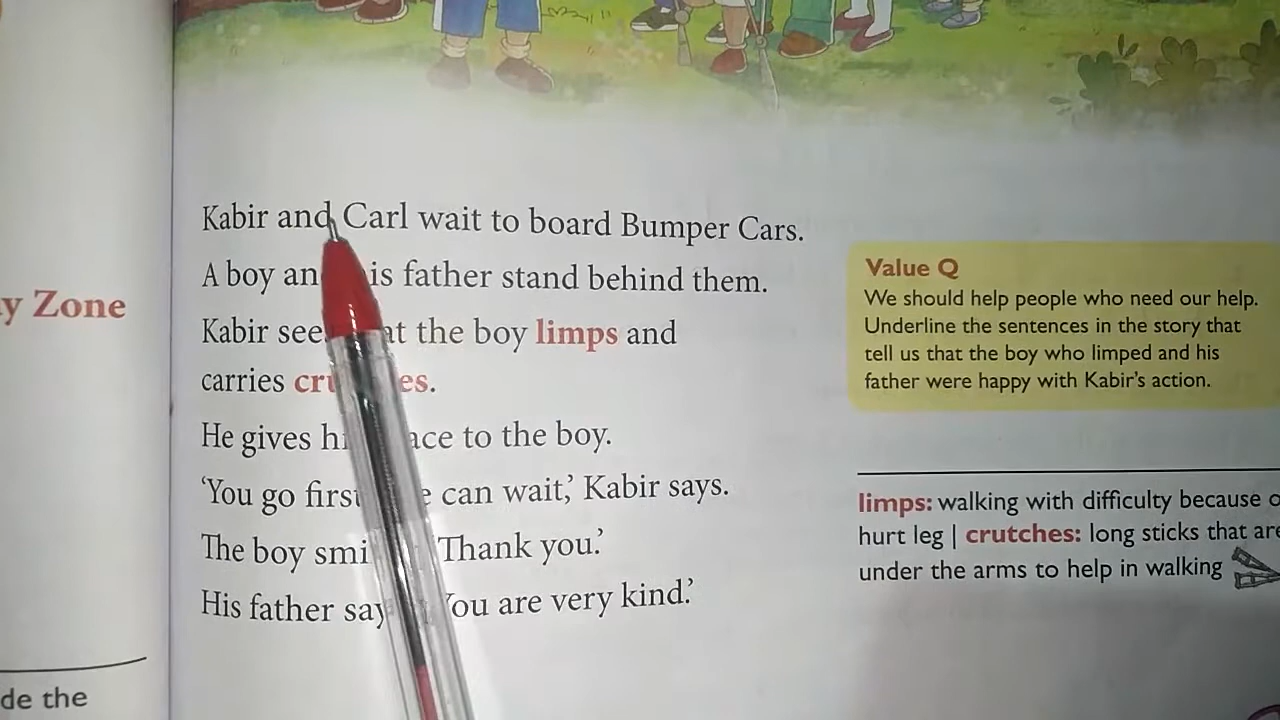 Kabir and Carl wait to board Bumper Cars.
A boy an is father stand behind them.
Kabir see at the boy limps and
carries cru es.
He gives hi ace to the boy.
‘You go first e can wait,’ Kabir says.
The boy smi ‘Thank you.’
His father say You are very kind.’
y Zone
de the
Value Q
We should help people who need our help.
Underline the sentences in the story that
tell us that the boy who limped and his
father were happy with Kabir's action.
limps: walking with difficulty because o
hurt leg | crutches: long sticks that are
under the arms to help in walking